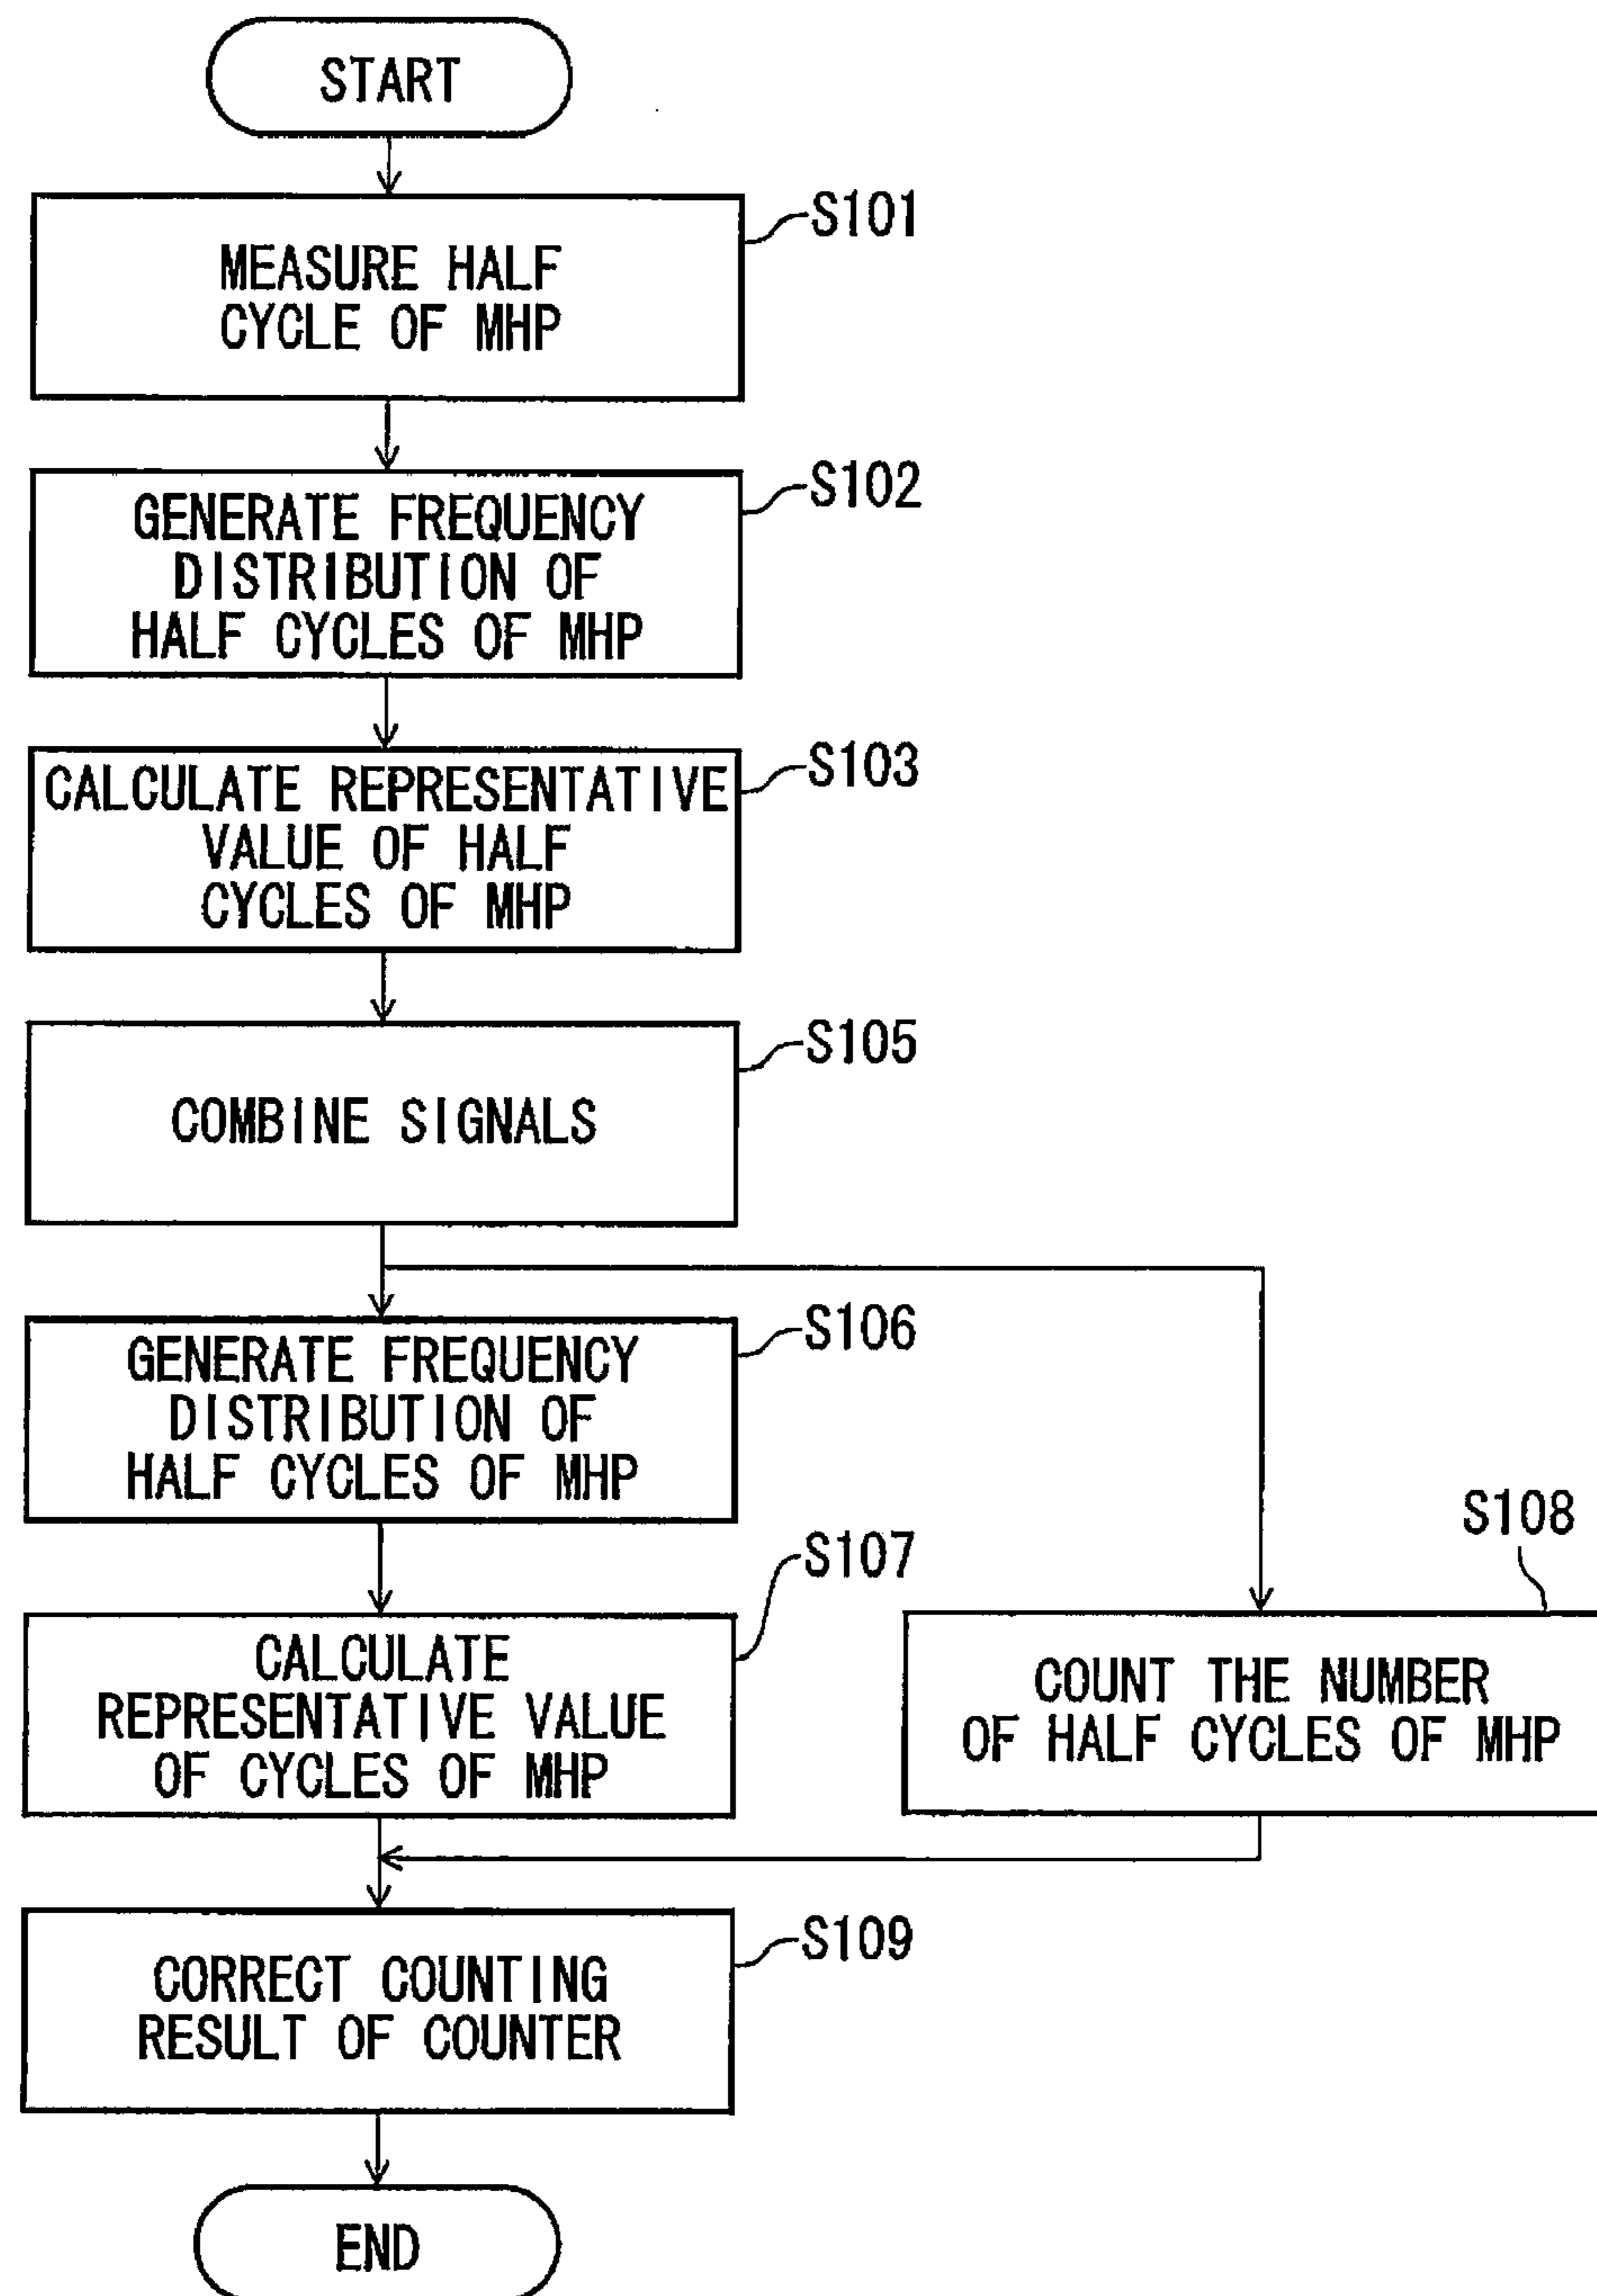 START
S101
MEASURE HALF
CYCLE OF MHP
S102
GENERATE FREQUENCY
DISTRIBUTION OF
HALF CYCLES OF MHP
S103
CALCULATE REPRESENTATIVE
VALUE OF HALF
CYCLES OF MHP
S105
COMBINE SIGNALS
S106
GENERATE FREQUENCY
DISTRIBUTION OF
HALF CYCLES OF MHP
S107
CALCULATE
REPRESENTATIVE VALUE
OF CYCLES OF MHP
S108
COUNT THE NUMBER
OF HALF CYCLES OF MHP
S109
CORRECT COUNTING
RESULT OF COUNTER
END